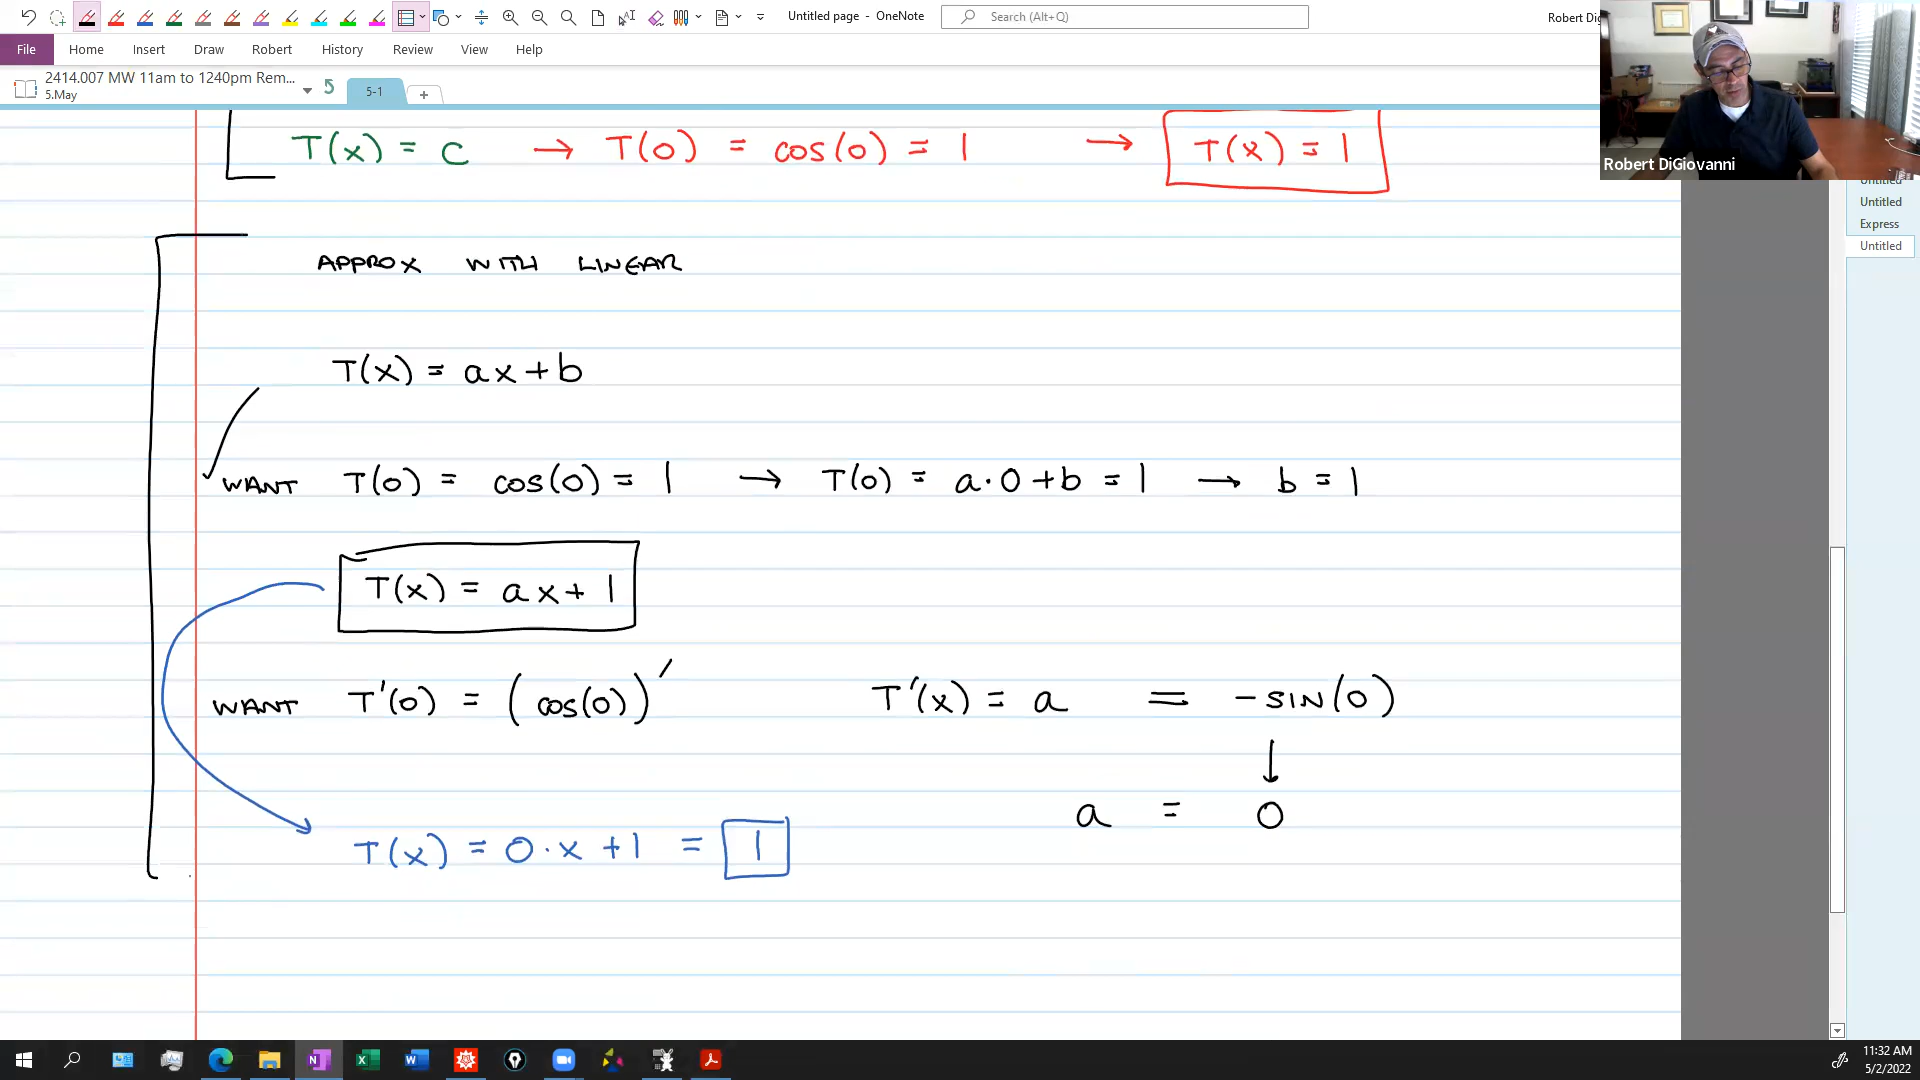 Untitled page - OneNote
Search (Alt+Q)
Robert Di
File Home Insert Draw Robert History Review View Help
2414.007 MW 11am to 1240pm Rem...
5.May
5-1
Robert DiGiovanni
Untitled
Untitled
Express
Untitled
T(x) = c → T(0) = cos(0) = 1 → T(x) = 1
APPROX WITH LINEAR
T(x) = ax + b
WANT T(0) = cos(0) = 1 → T(0) = a·0 + b = 1 → b = 1
T(x) = ax + 1
WANT T'(0) = (cos(0))' T'(x) = a = -SIN(0)
↓
a = 0
T(x) = 0·x + 1 = 1
11:32 AM
5/2/2022